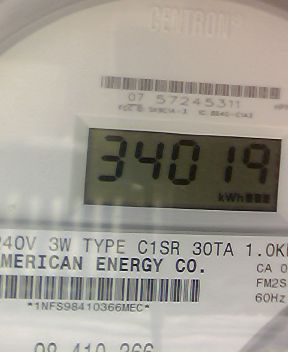 CENTRON®
07 57245311
34019
kWh
240V 3W TYPE C1SR 30TA 1.0K
AMERICAN ENERGY CO.
CA 0
FM2S
60Hz
*1NFS98410366MEC*
98 410 366